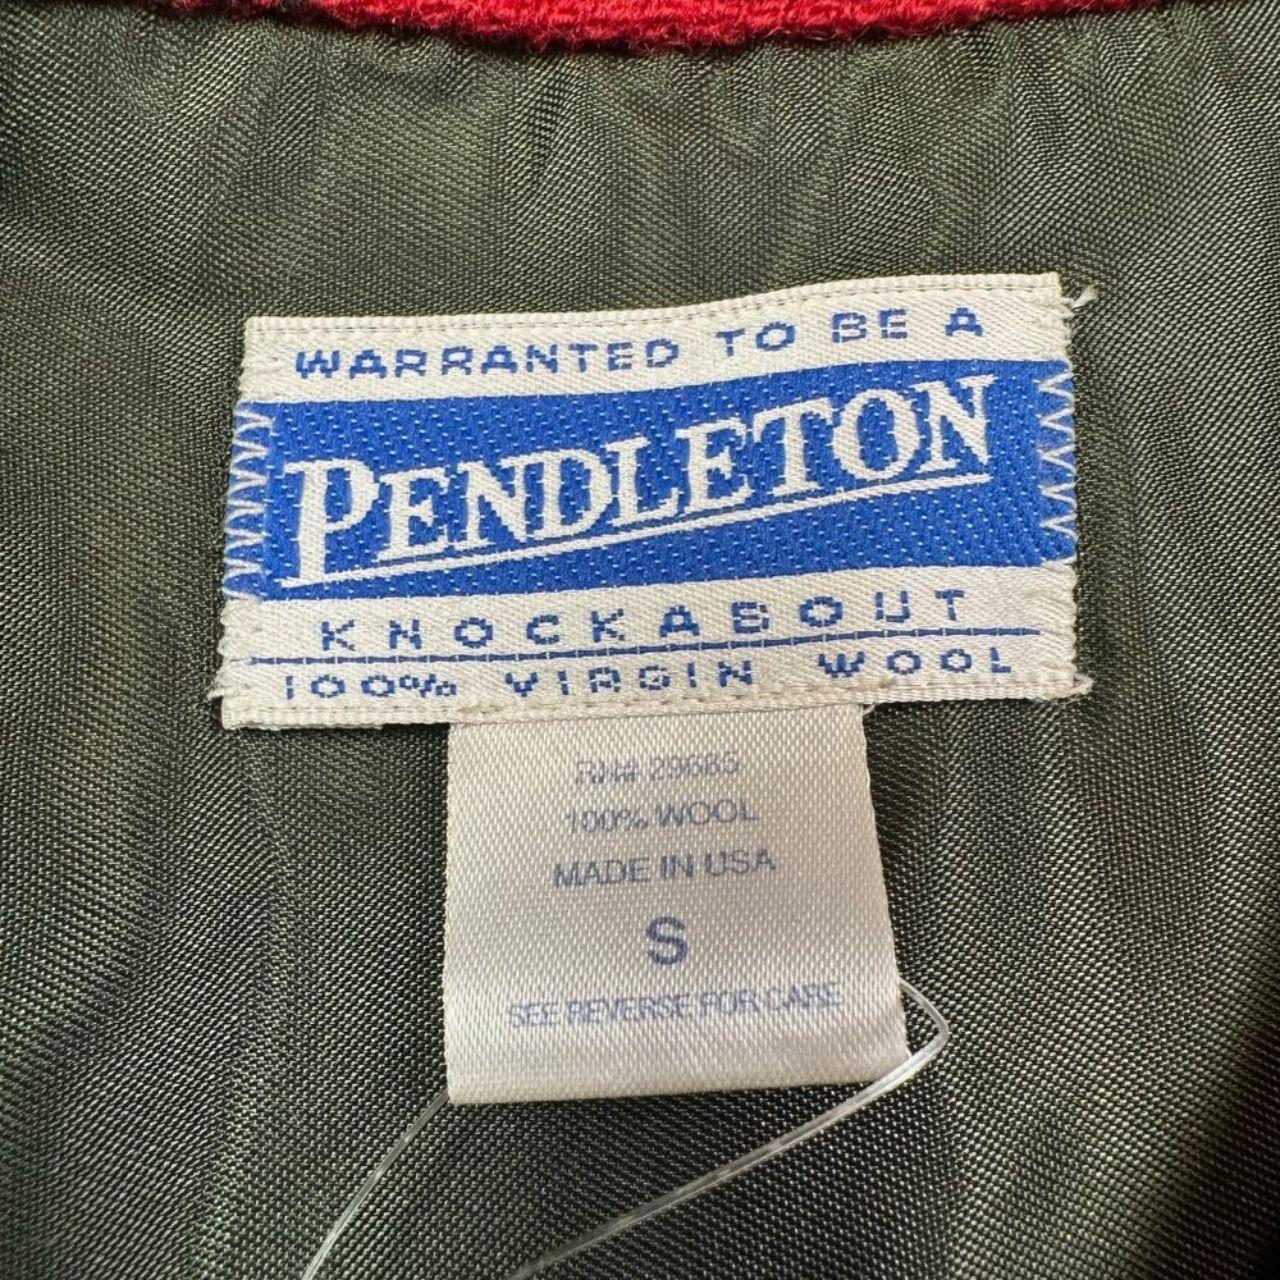 WARRANTED TO BE A
PENDLETON
KNOCKABOUT
100% VIRGIN WOOL
RN# 29685
100% WOOL
MADE IN USA
S
SEE REVERSE FOR CARE